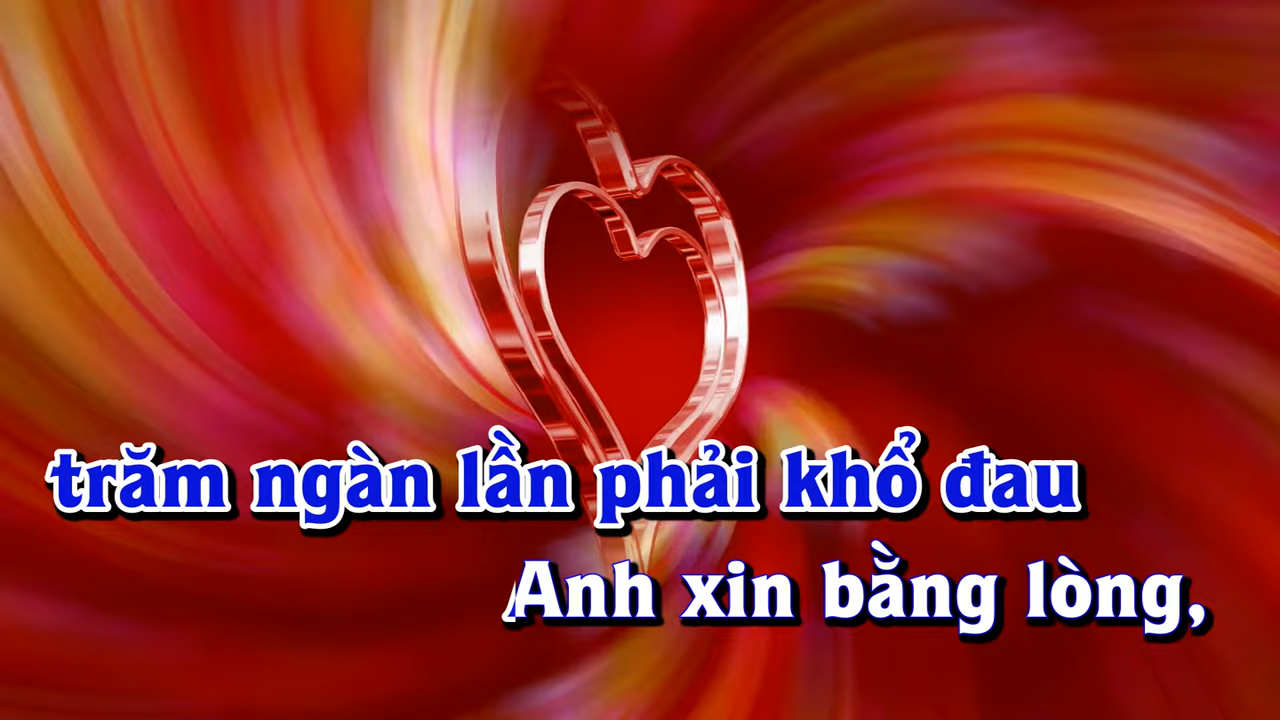 trăm ngàn lần phải khổ đau
Anh xin bằng lòng,